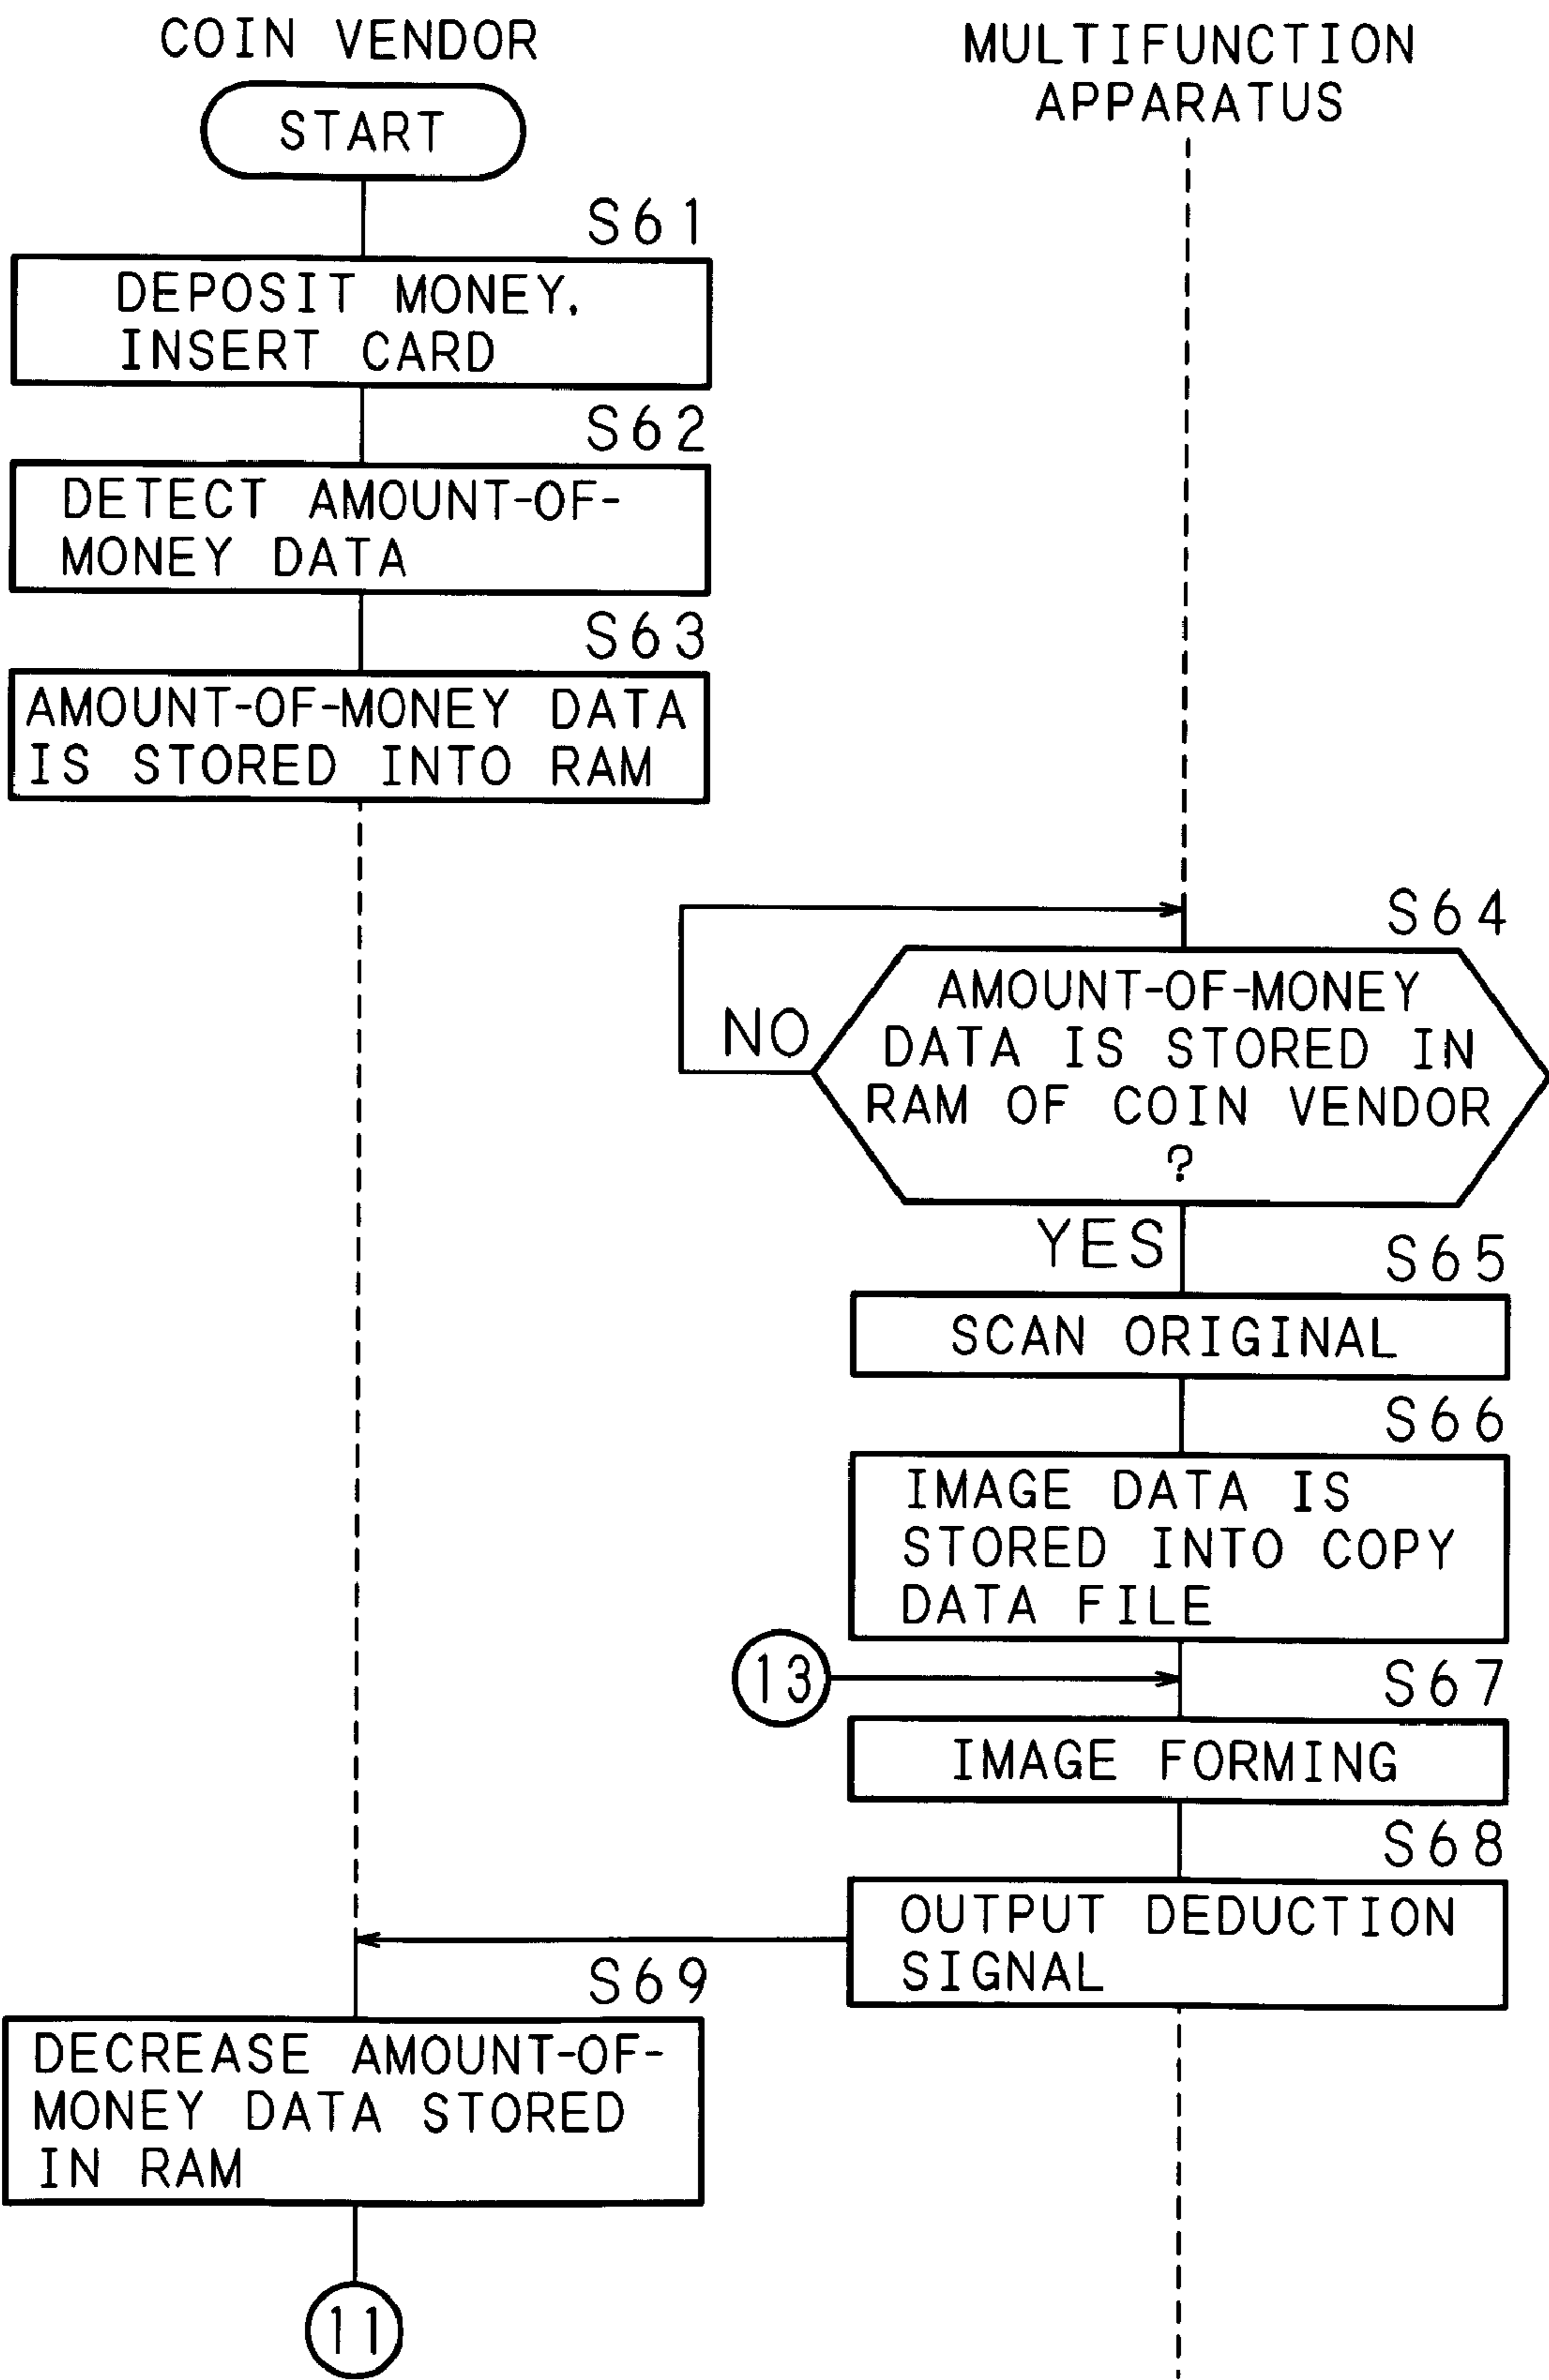 COIN VENDOR
MULTIFUNCTION
APPARATUS
START
S61
DEPOSIT MONEY.
INSERT CARD
S62
DETECT AMOUNT-OF-
MONEY DATA
S63
AMOUNT-OF-MONEY DATA
IS STORED INTO RAM
S64
AMOUNT-OF-MONEY
DATA IS STORED IN
RAM OF COIN VENDOR
?
NO
YES
S65
SCAN ORIGINAL
S66
IMAGE DATA IS
STORED INTO COPY
DATA FILE
13
S67
IMAGE FORMING
S68
OUTPUT DEDUCTION
SIGNAL
S69
DECREASE AMOUNT-OF-
MONEY DATA STORED
IN RAM
11